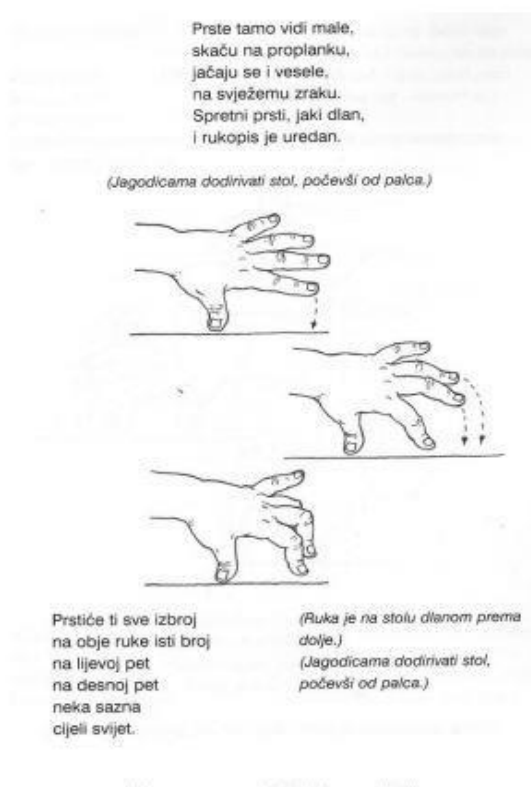 Prste tamo vidi male,
skaču na proplanku,
jačaju se i vesele,
na svježemu zraku.
Spretni prsti, jaki dlan,
i rukopis je uredan.
(Jagodicama dodirivati stol, počevši od palca.)
Prstiće ti sve izbroj
na obje ruke isti broj
na lijevoj pet
na desnoj pet
neka sazna
cijeli svijet.
(Ruka je na stolu dlanom prema
dolje.)
(Jagodicama dodirivati stol,
počevši od palca.)